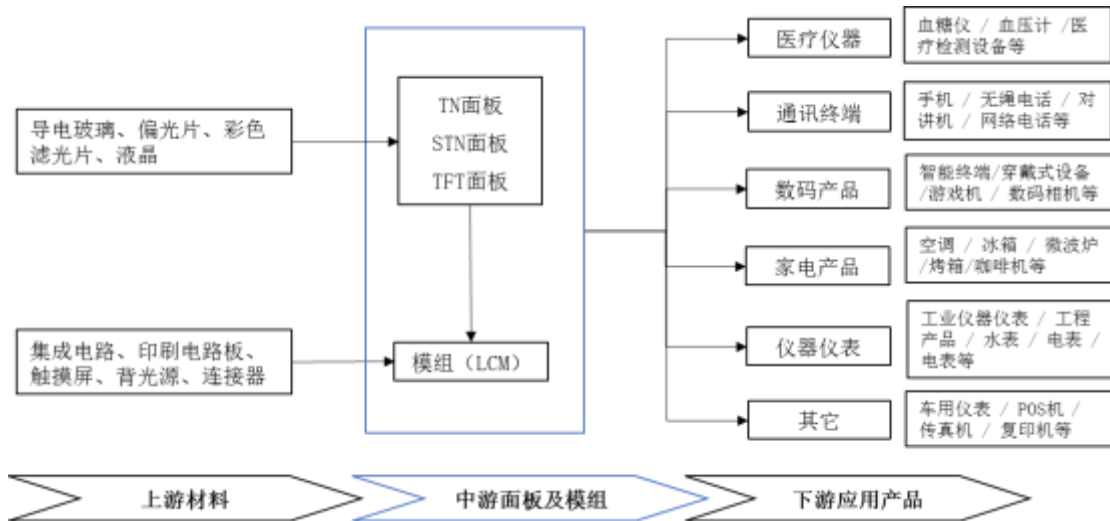 导电玻璃、偏光片、彩色
滤光片、液晶
集成电路、印刷电路板、
触摸屏、背光源、连接器
TN面板
STN面板
TFT面板
模组（LCM）
医疗仪器
血糖仪 / 血压计 /医
疗检测设备等
通讯终端
手机 / 无绳电话 / 对
讲机 / 网络电话等
数码产品
智能终端/穿戴式设备
/游戏机 / 数码相机等
家电产品
空调 / 冰箱 / 微波炉
/烤箱/咖啡机等
仪器仪表
工业仪器仪表 / 工程
产品 / 水表 / 电表 /
电表等
其它
车用仪表 / POS机 /
传真机 / 复印机等
上游材料
中游面板及模组
下游应用产品